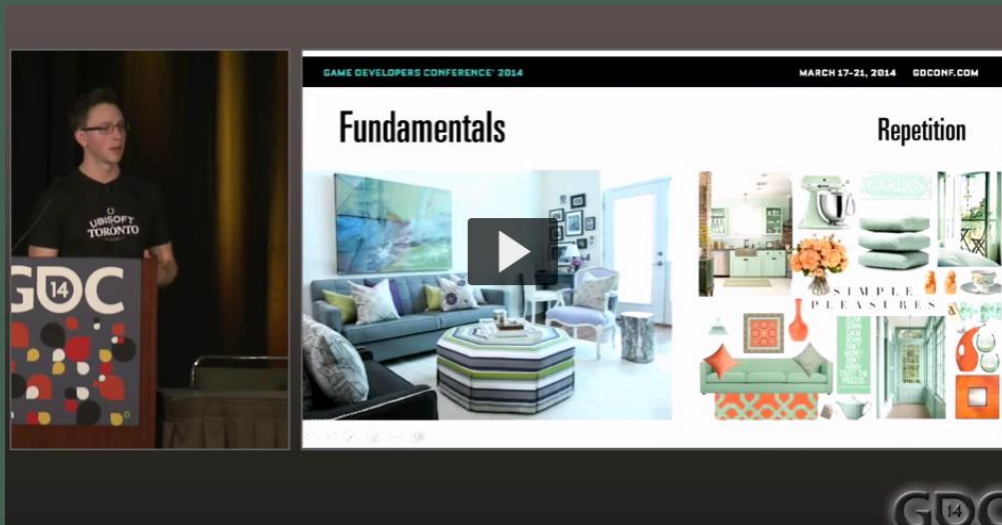 GAME DEVELOPERS CONFERENCE® 2014
MARCH 17-21, 2014 GDCONF.COM
Fundamentals
Repetition
UBISOFT
TORONTO
GDC
14
GARDEN
SIMPLE
PLEASURES
GDC
14